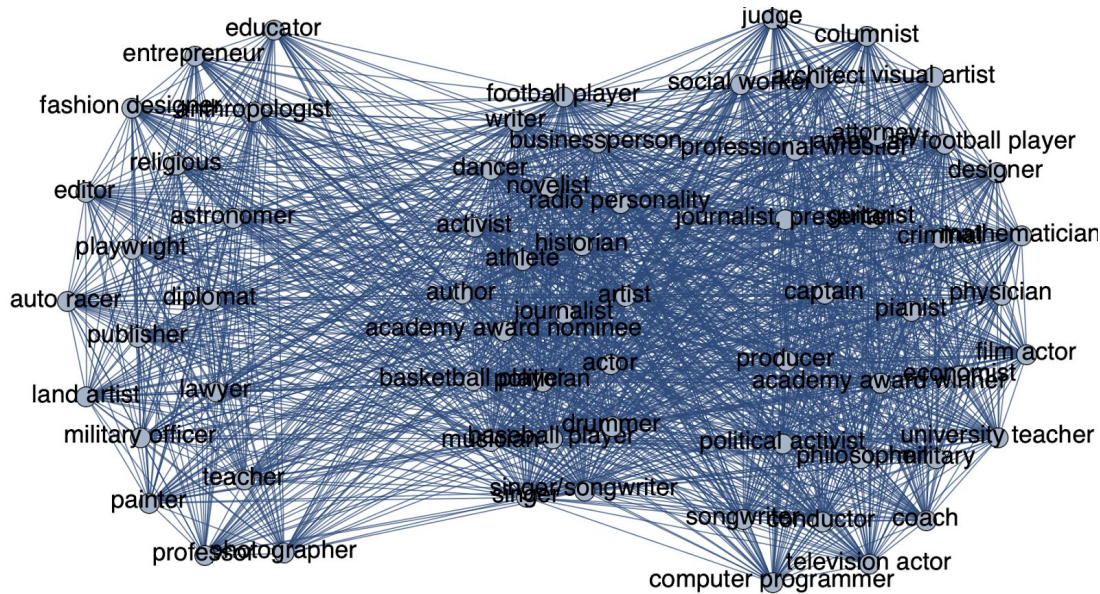 judge
educator
columnist
entrepreneur
social worker
architect
visual artist
football player
fashion designer
anthropologist
writer
businessperson
attorney
professional wrestler
football player
religious
dancer
designer
editor
novelist
radio personality
astronomer
journalist
presenter
guitarist
activist
criminal
mathematician
playwright
historian
athlete
auto racer
diplomat
author
artist
captain
physician
journalist
pianist
publisher
academy award nominee
producer
film actor
actor
economist
basketball player
academy award winner
land artist
lawyer
drummer
military officer
musician
baseball player
political activist
university teacher
philosopher
military
teacher
singer/songwriter
singer
painter
songwriter
conductor
coach
professor
photographer
television actor
computer programmer